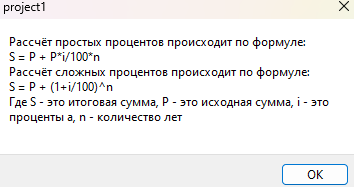 project1
Рассчёт простых процентов происходит по формуле:
S = P + P*i/100*n
Рассчёт сложных процентов происходит по формуле:
S = P + (1+i/100)^n
Где S - это итоговая сумма, P - это исходная сумма, i - это
проценты а, n - количество лет
OK